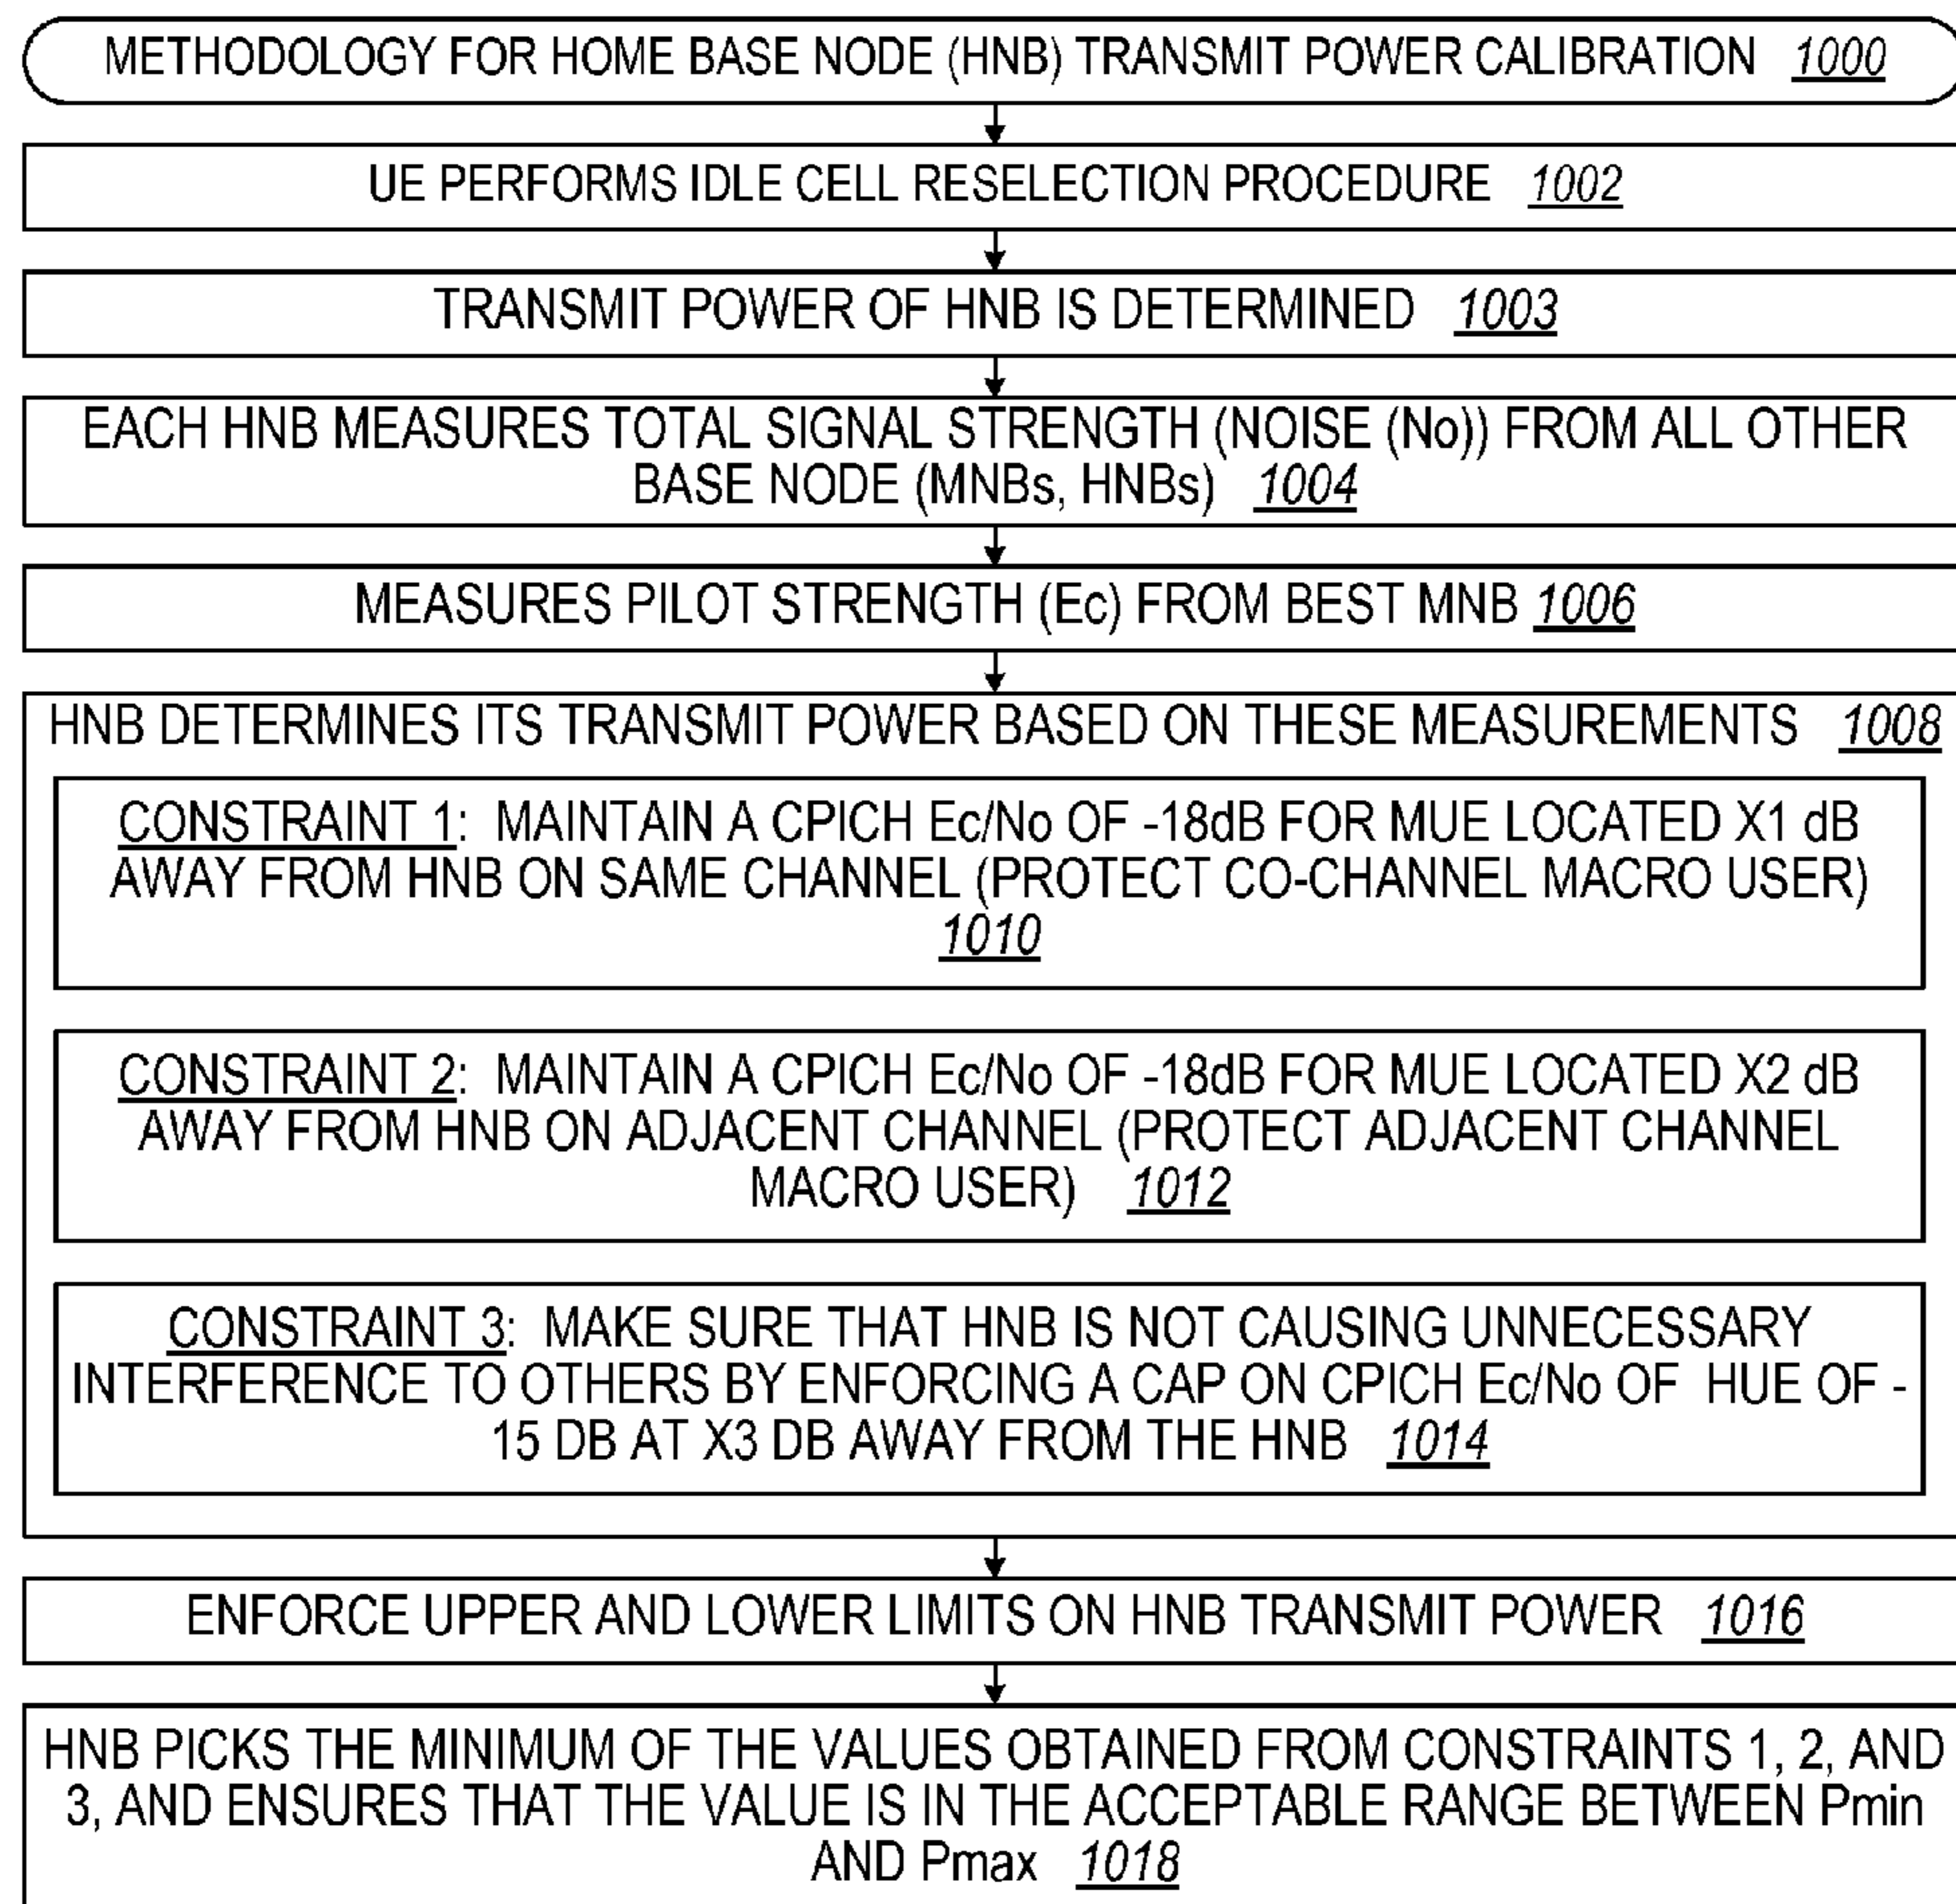 METHODOLOGY FOR HOME BASE NODE (HNB) TRANSMIT POWER CALIBRATION 1000
UE PERFORMS IDLE CELL RESELECTION PROCEDURE 1002
TRANSMIT POWER OF HNB IS DETERMINED 1003
EACH HNB MEASURES TOTAL SIGNAL STRENGTH (NOISE (No)) FROM ALL OTHER
BASE NODE (MNBs, HNBs) 1004
MEASURES PILOT STRENGTH (Ec) FROM BEST MNB 1006
HNB DETERMINES ITS TRANSMIT POWER BASED ON THESE MEASUREMENTS 1008
CONSTRAINT 1: MAINTAIN A CPICH Ec/No OF -18dB FOR MUE LOCATED X1 dB
AWAY FROM HNB ON SAME CHANNEL (PROTECT CO-CHANNEL MACRO USER)
1010
CONSTRAINT 2: MAINTAIN A CPICH Ec/No OF -18dB FOR MUE LOCATED X2 dB
AWAY FROM HNB ON ADJACENT CHANNEL (PROTECT ADJACENT CHANNEL
MACRO USER) 1012
CONSTRAINT 3: MAKE SURE THAT HNB IS NOT CAUSING UNNECESSARY
INTERFERENCE TO OTHERS BY ENFORCING A CAP ON CPICH Ec/No OF HUE OF -
15 DB AT X3 DB AWAY FROM THE HNB 1014
ENFORCE UPPER AND LOWER LIMITS ON HNB TRANSMIT POWER 1016
HNB PICKS THE MINIMUM OF THE VALUES OBTAINED FROM CONSTRAINTS 1, 2, AND
3, AND ENSURES THAT THE VALUE IS IN THE ACCEPTABLE RANGE BETWEEN Pmin
AND Pmax 1018